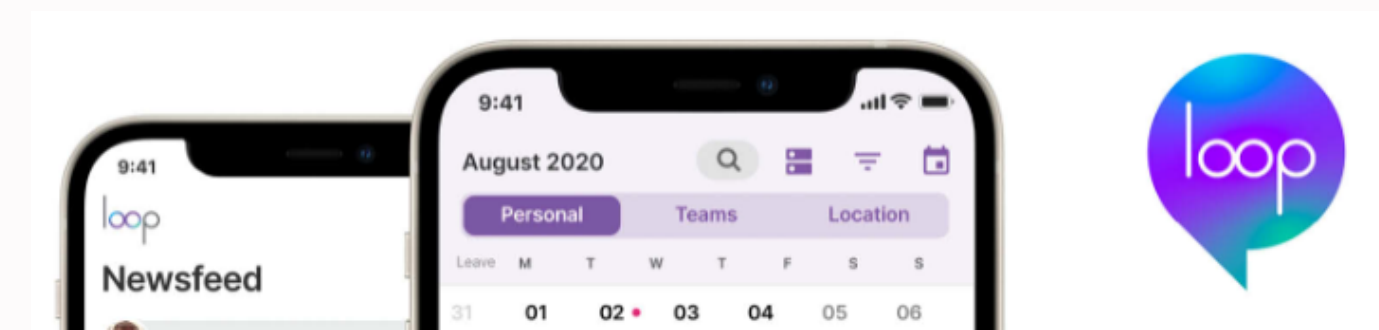 9:41
loop
Newsfeed
9:41
August 2020
Personal Teams Location
Leave M T W T F S S
31 01 02 03 04 05 06
loop